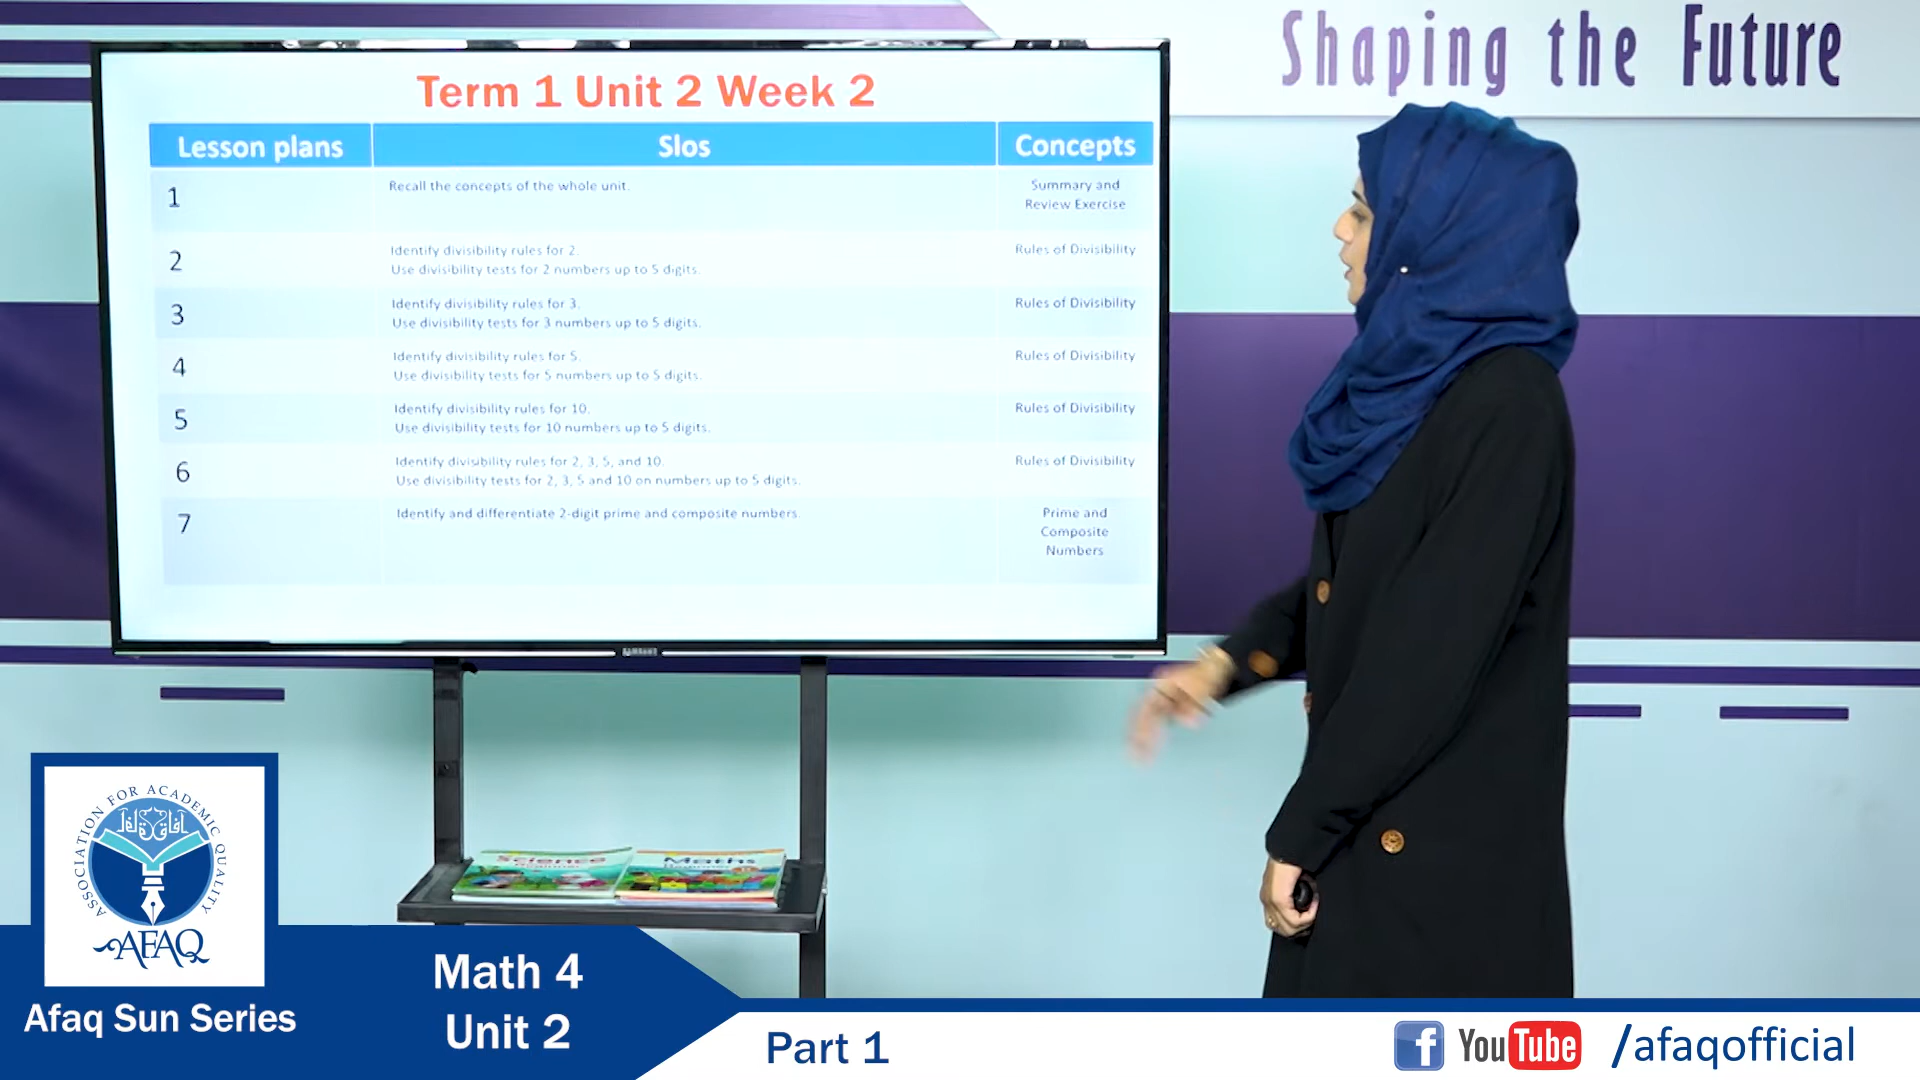 Shaping the Future
Term 1 Unit 2 Week 2
Lesson plans Slos Concepts
1 Recall the concepts of the whole unit. Summary and
Review Exercise
2 Identify divisibility rules for 2. Rules of Divisibility
Use divisibility tests for 2 numbers up to 5 digits.
3 Identify divisibility rules for 3. Rules of Divisibility
Use divisibility tests for 3 numbers up to 5 digits.
4 Identify divisibility rules for 5. Rules of Divisibility
Use divisibility tests for 5 numbers up to 5 digits.
5 Identify divisibility rules for 10. Rules of Divisibility
Use divisibility tests for 10 numbers up to 5 digits.
6 Identify divisibility rules for 2, 3, 5, and 10. Rules of Divisibility
Use divisibility tests for 2, 3, 5 and 10 on numbers up to 5 digits.
7 Identify and differentiate 2-digit prime and composite numbers. Prime and
Composite
Numbers
Science
Maths
ASSOCIATION FOR ACADEMIC QUALITY
AFAQ
Afaq Sun Series
Math 4
Unit 2
Part 1
f YouTube /afaqofficial